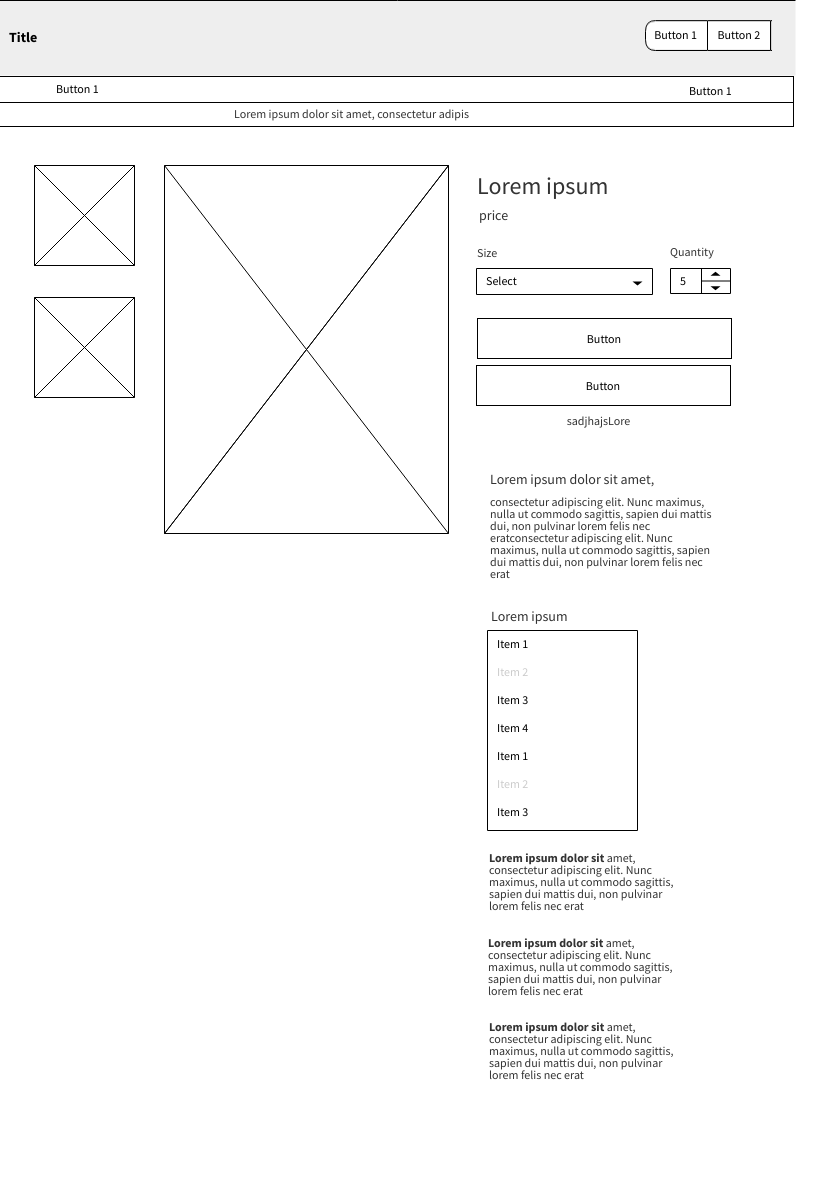 Title
Button 1
Button 2
Button 1
Button 1
Lorem ipsum dolor sit amet, consectetur adipis
Lorem ipsum
price
Size
Quantity
Select
5
Button
Button
sadjhajsLore
Lorem ipsum dolor sit amet,
consectetur adipiscing elit. Nunc maximus,
nulla ut commodo sagittis, sapien dui mattis
dui, non pulvinar lorem felis nec
eratconsectetur adipiscing elit. Nunc
maximus, nulla ut commodo sagittis, sapien
dui mattis dui, non pulvinar lorem felis nec
erat
Lorem ipsum
Item 1
Item 2
Item 3
Item 4
Item 1
Item 2
Item 3
Lorem ipsum dolor sit amet,
consectetur adipiscing elit. Nunc
maximus, nulla ut commodo sagittis,
sapien dui mattis dui, non pulvinar
lorem felis nec erat
Lorem ipsum dolor sit amet,
consectetur adipiscing elit. Nunc
maximus, nulla ut commodo sagittis,
sapien dui mattis dui, non pulvinar
lorem felis nec erat
Lorem ipsum dolor sit amet,
consectetur adipiscing elit. Nunc
maximus, nulla ut commodo sagittis,
sapien dui mattis dui, non pulvinar
lorem felis nec erat